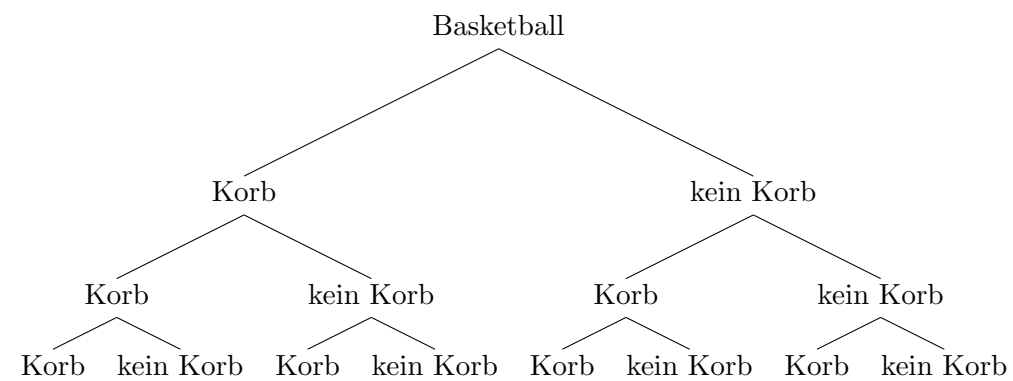 Basketball
Korb kein Korb
Korb kein Korb Korb kein Korb
Korb kein Korb Korb kein Korb Korb kein Korb Korb kein Korb